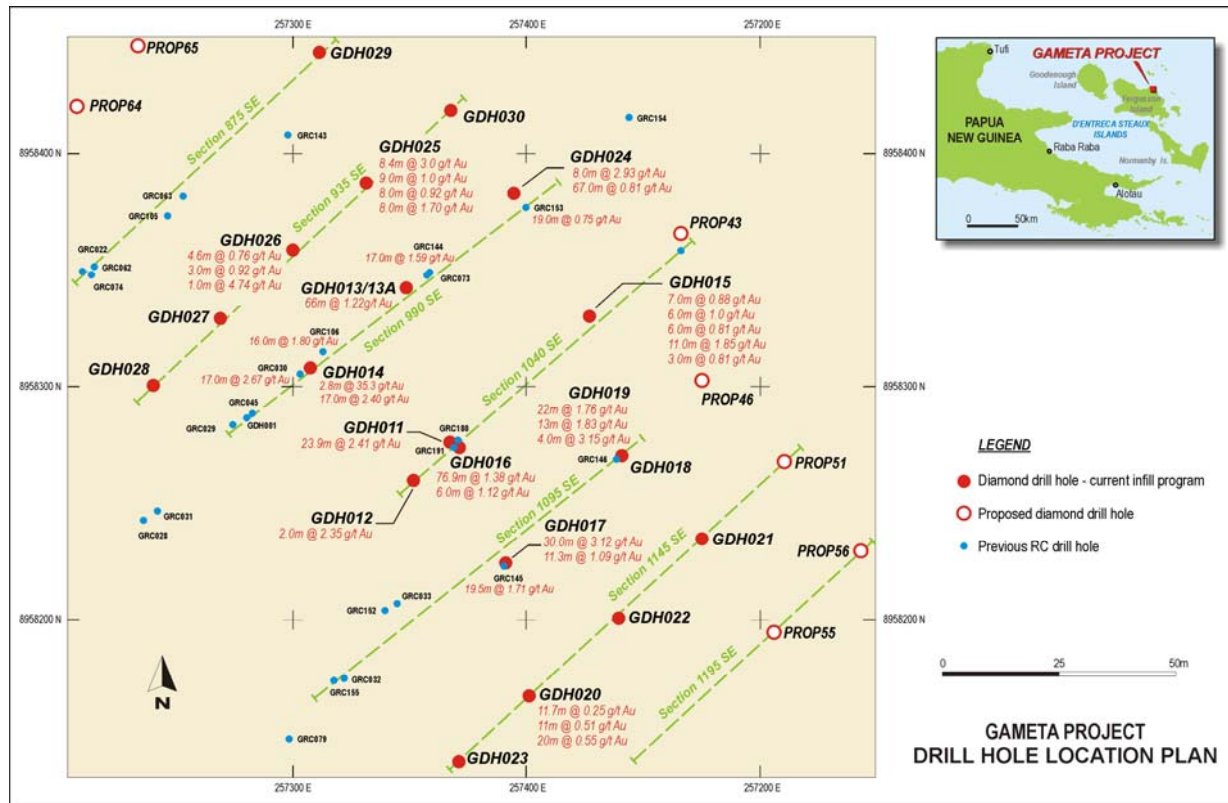 257300 E
257400 E
257200 E
PROP65
GDH029
PROP64
Section 875 SE
GDH030
GRC143
GRC154
8958400 N
8958400 N
GDH025
8.4m @ 3.0 g/t Au
9.0m @ 1.0 g/t Au
8.0m @ 0.92 g/t Au
8.0m @ 1.70 g/t Au
GDH024
8.0m @ 2.93 g/t Au
67.0m @ 0.81 g/t Au
GRC063
GRC105
Section 935 SE
GRC153
19.0m @ 0.75 g/t Au
PROP43
GDH026
4.6m @ 0.76 g/t Au
3.0m @ 0.92 g/t Au
1.0m @ 4.74 g/t Au
GRC022
GRC062
GRC074
GRC144
17.0m @ 1.59 g/t Au
GRC073
GDH013/13A
66m @ 1.22g/t Au
GDH015
7.0m @ 0.88 g/t Au
6.0m @ 1.0 g/t Au
6.0m @ 0.81 g/t Au
11.0m @ 1.85 g/t Au
3.0m @ 0.81 g/t Au
GDH027
Section 990 SE
GRC106
16.0m @ 1.80 g/t Au
Section 1040 SE
GRC030
17.0m @ 2.67 g/t Au
GDH014
2.8m @ 35.3 g/t Au
17.0m @ 2.40 g/t Au
GDH028
8958300 N
8958300 N
PROP46
GDH019
22m @ 1.76 g/t Au
13m @ 1.83 g/t Au
4.0m @ 3.15 g/t Au
GRC045
GRC029
GDH001
GDH011
23.9m @ 2.41 g/t Au
GRC188
GRC191
GDH016
76.9m @ 1.38 g/t Au
6.0m @ 1.12 g/t Au
GRC146
GDH018
PROP51
GDH012
2.0m @ 2.35 g/t Au
Section 1095 SE
GRC031
GRC028
GDH017
30.0m @ 3.12 g/t Au
11.3m @ 1.09 g/t Au
GDH021
PROP56
GRC145
19.5m @ 1.71 g/t Au
Section 1145 SE
GRC033
GRC152
8958200 N
8958200 N
GDH022
PROP55
GRC032
GRC155
Section 1195 SE
N
GDH020
11.7m @ 0.25 g/t Au
11m @ 0.51 g/t Au
20m @ 0.55 g/t Au
GRC079
GDH023
257300 E
257400 E
257200 E
Tufi
GAMETA PROJECT
Goodenough
Island
Fergusson
Island
PAPUA
NEW GUINEA
D'ENTRECA STEAUX
ISLANDS
Raba Raba
Normanby Is.
Alotau
0 50km
LEGEND
Diamond drill hole - current infill program
Proposed diamond drill hole
Previous RC drill hole
0 25 50m
GAMETA PROJECT
DRILL HOLE LOCATION PLAN